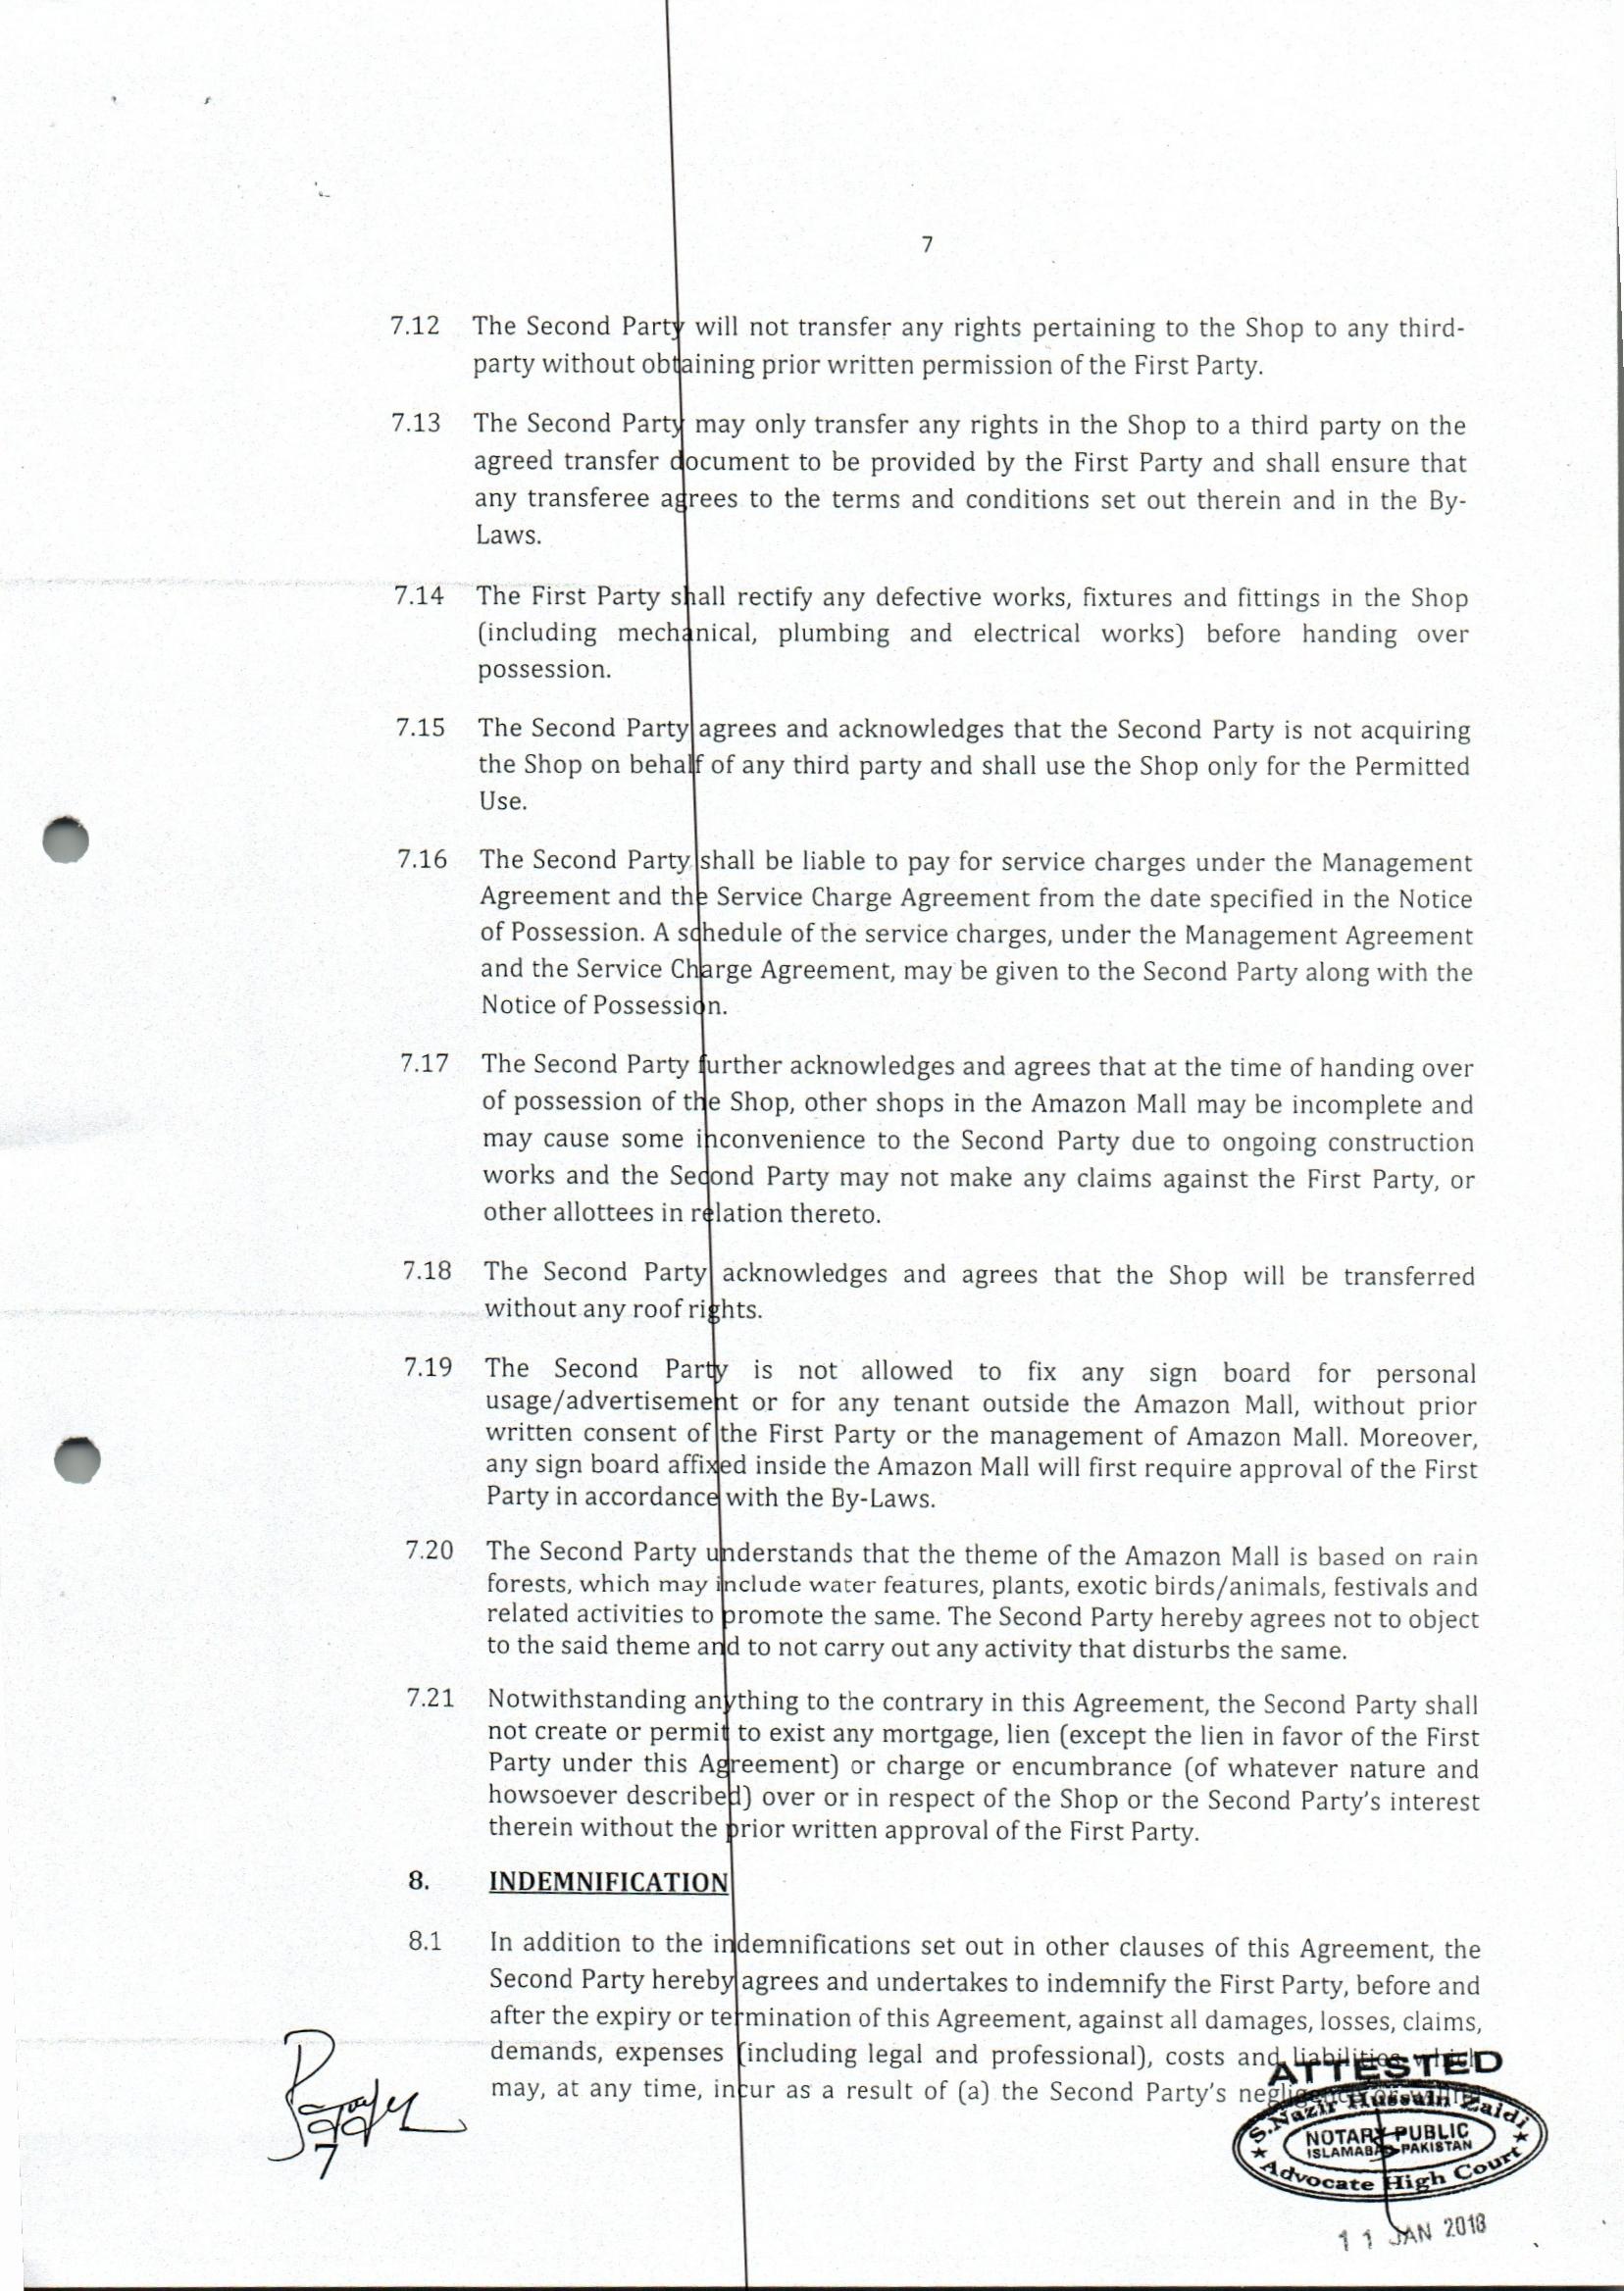 7
7.12 The Second Party will not transfer any rights pertaining to the Shop to any third-
party without obtaining prior written permission of the First Party.
7.13 The Second Party may only transfer any rights in the Shop to a third party on the
agreed transfer document to be provided by the First Party and shall ensure that
any transferee agrees to the terms and conditions set out therein and in the By-
Laws.
7.14 The First Party shall rectify any defective works, fixtures and fittings in the Shop
(including mechanical, plumbing and electrical works) before handing over
possession.
7.15 The Second Party agrees and acknowledges that the Second Party is not acquiring
the Shop on behalf of any third party and shall use the Shop only for the Permitted
Use.
7.16 The Second Party shall be liable to pay for service charges under the Management
Agreement and the Service Charge Agreement from the date specified in the Notice
of Possession. A schedule of the service charges, under the Management Agreement
and the Service Charge Agreement, may be given to the Second Party along with the
Notice of Possession.
7.17 The Second Party further acknowledges and agrees that at the time of handing over
of possession of the Shop, other shops in the Amazon Mall may be incomplete and
may cause some inconvenience to the Second Party due to ongoing construction
works and the Second Party may not make any claims against the First Party, or
other allottees in relation thereto.
7.18 The Second Party acknowledges and agrees that the Shop will be transferred
without any roof rights.
7.19 The Second Party is not allowed to fix any sign board for personal
usage/advertisement or for any tenant outside the Amazon Mall, without prior
written consent of the First Party or the management of Amazon Mall. Moreover,
any sign board affixed inside the Amazon Mall will first require approval of the First
Party in accordance with the By-Laws.
7.20 The Second Party understands that the theme of the Amazon Mall is based on rain
forests, which may include water features, plants, exotic birds/animals, festivals and
related activities to promote the same. The Second Party hereby agrees not to object
to the said theme and to not carry out any activity that disturbs the same.
7.21 Notwithstanding anything to the contrary in this Agreement, the Second Party shall
not create or permit to exist any mortgage, lien (except the lien in favor of the First
Party under this Agreement) or charge or encumbrance (of whatever nature and
howsoever described) over or in respect of the Shop or the Second Party's interest
therein without the prior written approval of the First Party.
8. INDEMNIFICATION
8.1 In addition to the indemnifications set out in other clauses of this Agreement, the
Second Party hereby agrees and undertakes to indemnify the First Party, before and
after the expiry or termination of this Agreement, against all damages, losses, claims,
demands, expenses (including legal and professional), costs and liabilities which
may, at any time, incur as a result of (a) the Second Party's negligence or
7
ATTESTED
S. Nazir Hussain Zaidi
NOTARY PUBLIC
ISLAMABAD PAKISTAN
Advocate High Court
11 JAN 2018